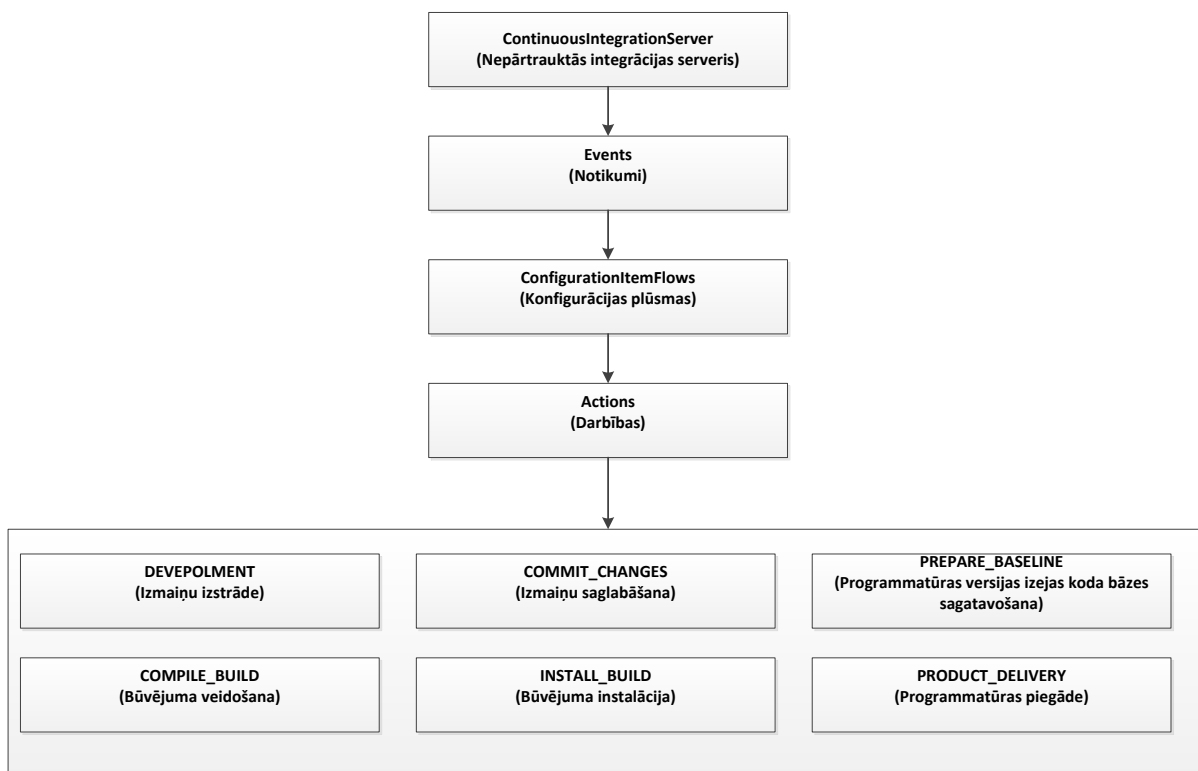 ContinuousIntegrationServer
(Nepārtrauktās integrācijas serveris)
Events
(Notikumi)
ConfigurationItemFlows
(Konfigurācijas plūsmas)
Actions
(Darbības)
DEVEPOLMENT
(Izmaiņu izstrāde)
COMMIT_CHANGES
(Izmaiņu saglabāšana)
PREPARE_BASELINE
(Programmatūras versijas izejas koda bāzes
sagatavošana)
COMPILE_BUILD
(Būvējuma veidošana)
INSTALL_BUILD
(Būvējuma instalācija)
PRODUCT_DELIVERY
(Programmatūras piegāde)